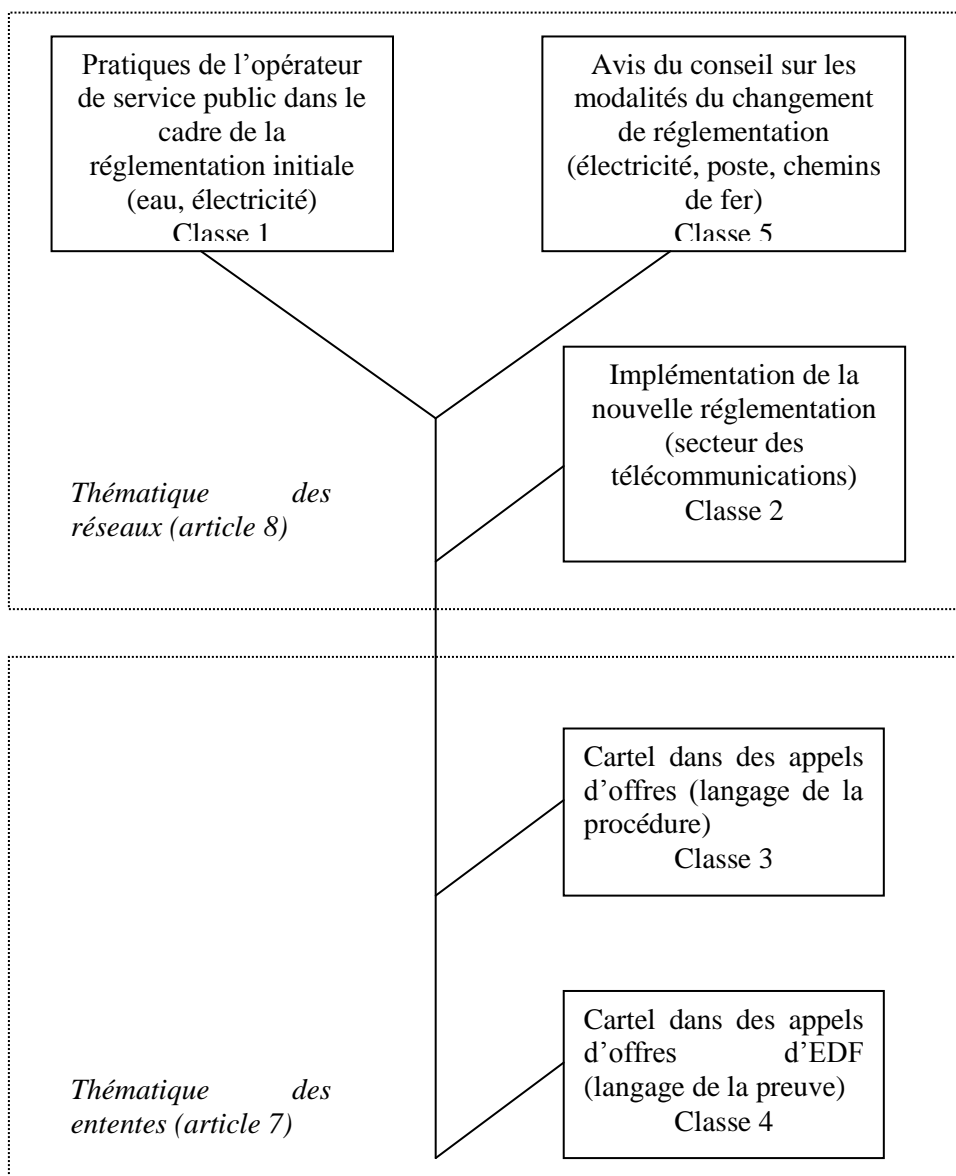 Pratiques de l’opérateur
de service public dans le
cadre de la
réglementation initiale
(eau, électricité)
Classe 1
Avis du conseil sur les
modalités du changement
de réglementation
(électricité, poste, chemins
de fer)
Classe 5
Implémentation de la
nouvelle réglementation
(secteur des
télécommunications)
Classe 2
Thématique des
réseaux (article 8)
Cartel dans des appels
d’offres (langage de la
procédure)
Classe 3
Cartel dans des appels
d’offres d’EDF
(langage de la preuve)
Classe 4
Thématique des
ententes (article 7)